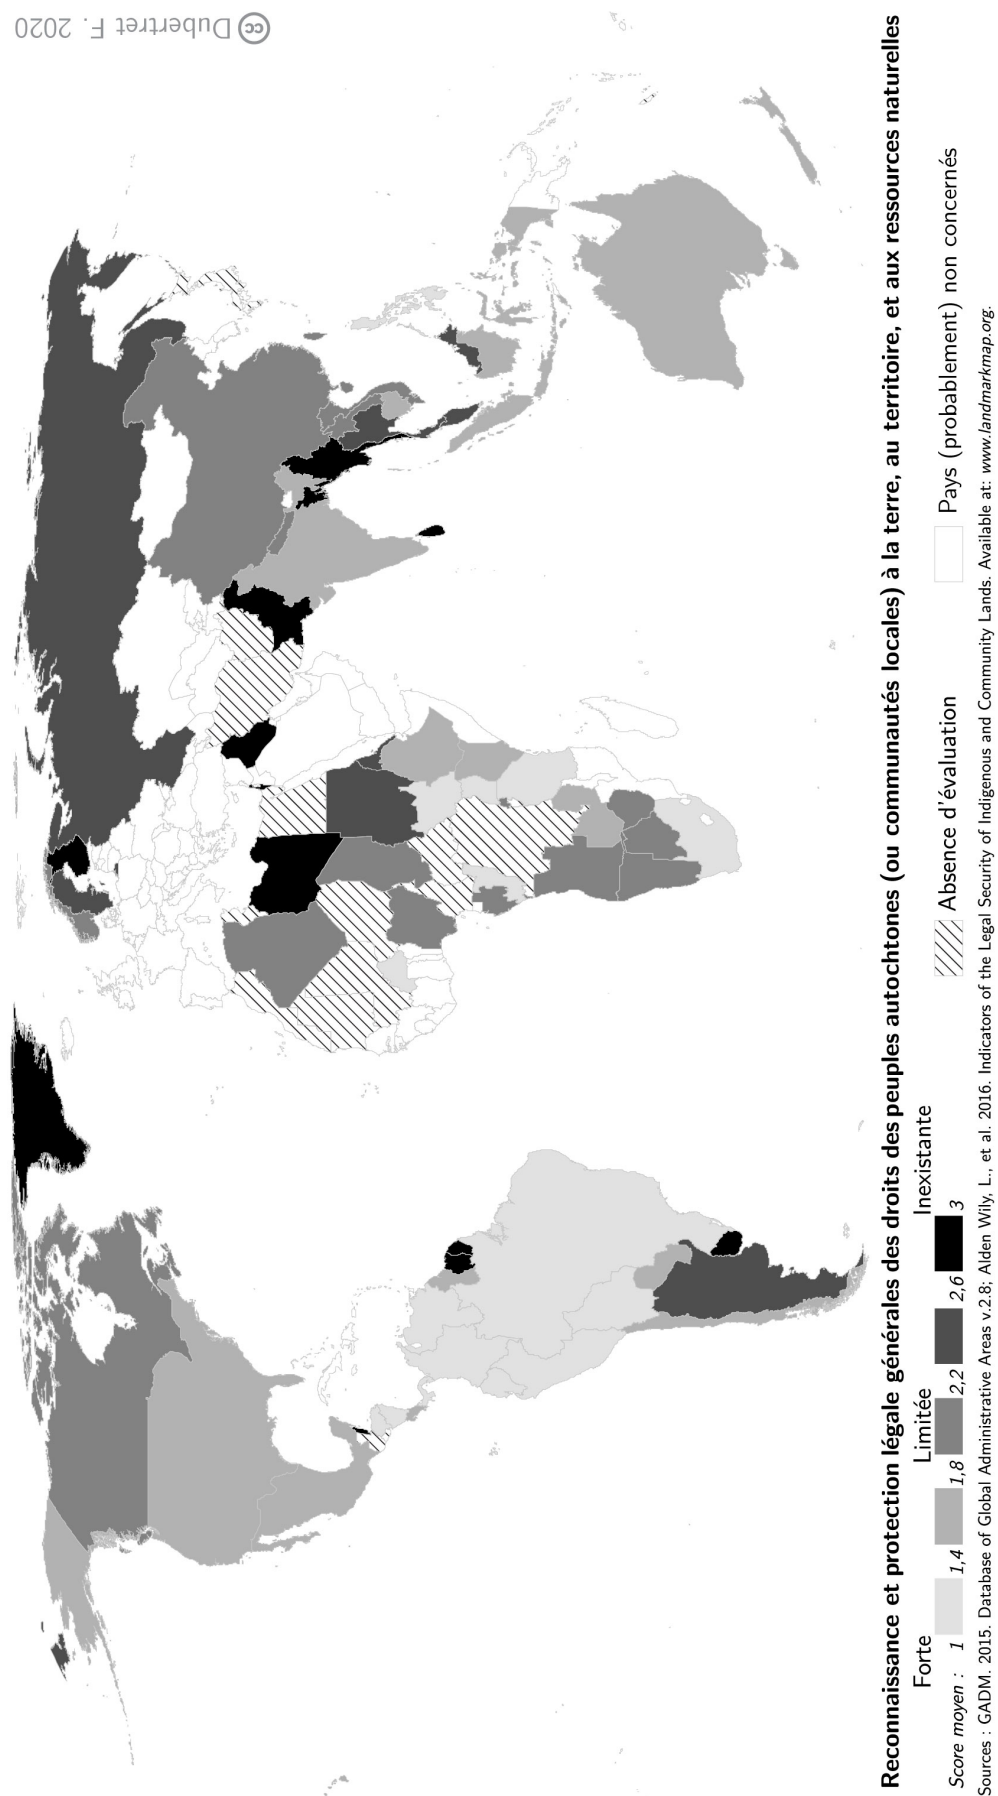 cc Dubertret F. 2020
Reconnaissance et protection légale générales des droits des peuples autochtones (ou communautés locales) à la terre, au territoire, et aux ressources naturelles
Forte Limitée Inexistante
Score moyen : 1 1,4 1,8 2,2 2,6 3
Absence d'évaluation
Pays (probablement) non concernés
Sources : GADM. 2015. Database of Global Administrative Areas v.2.8; Alden Wily, L., et al. 2016. Indicators of the Legal Security of Indigenous and Community Lands. Available at: www.landmarkmap.org.